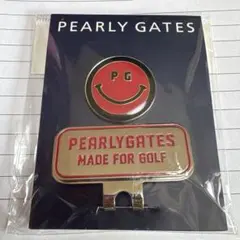 PEARLY GATES
P G
PEARLYGATES
MADE FOR GOLF